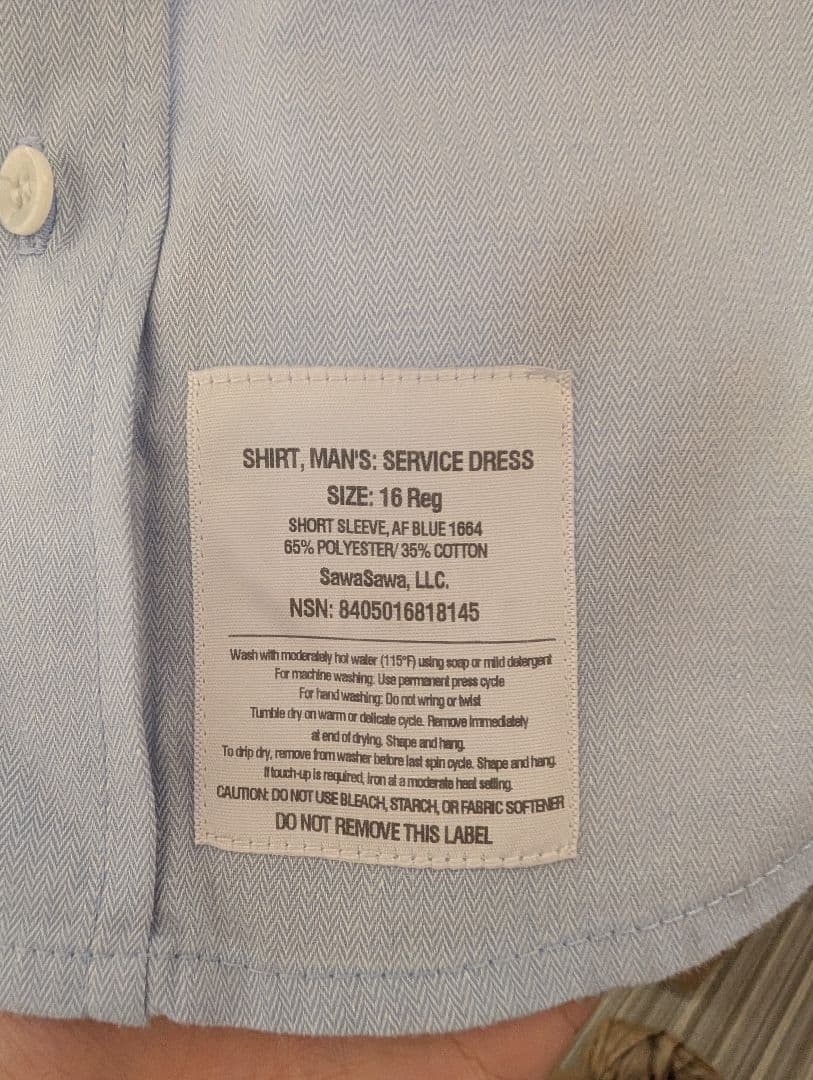 SHIRT, MAN'S: SERVICE DRESS
SIZE: 16 Reg
SHORT SLEEVE, AF BLUE 1664
65% POLYESTER/ 35% COTTON
SawaSawa, LLC.
NSN: 8405016818145
Wash with moderately hot water (115°F) using soap or mild detergent
For machine washing: Use permanent press cycle
For hand washing: Do not wring or twist
Tumble dry on warm or delicate cycle. Remove immediately
at end of drying. Shape and hang.
To drip dry, remove from washer before last spin cycle. Shape and hang.
If touch-up is required, iron at a moderate heat setting.
CAUTION: DO NOT USE BLEACH, STARCH, OR FABRIC SOFTENER
DO NOT REMOVE THIS LABEL